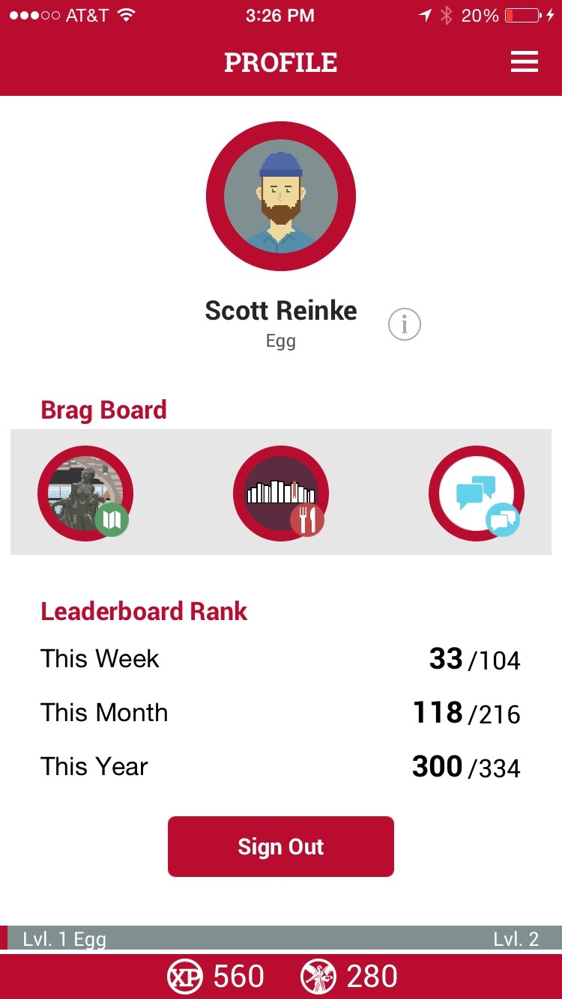 AT&T 3:26 PM 20%
PROFILE
Scott Reinke
i
Egg
Brag Board
Leaderboard Rank
This Week 33/104
This Month 118/216
This Year 300/334
Sign Out
Lvl. 1 Egg Lvl. 2
XP 560 280